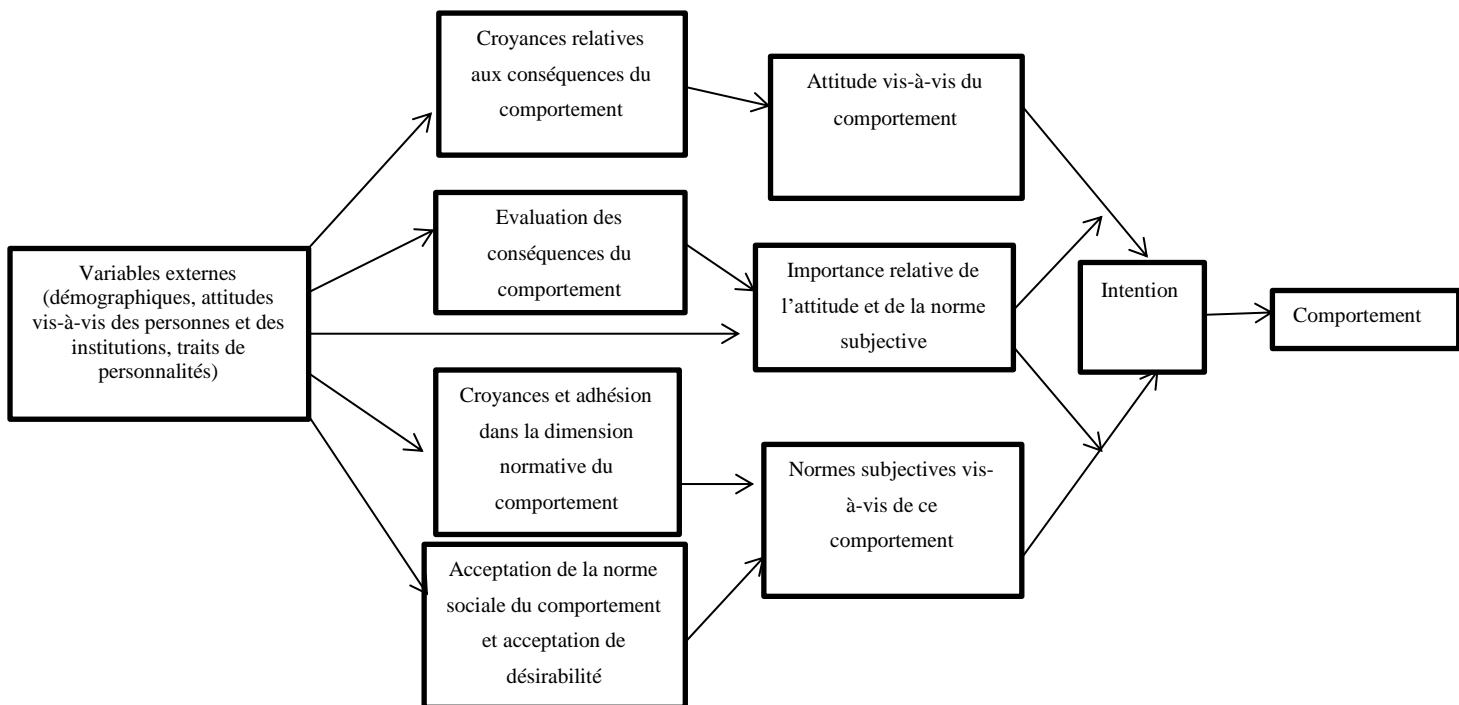 Croyances relatives
aux conséquences du
comportement
Attitude vis-à-vis du
comportement
Evaluation des
conséquences du
comportement
Variables externes
(démographiques, attitudes
vis-à-vis des personnes et des
institutions, traits de
personnalités)
Importance relative de
l’attitude et de la norme
subjective
Intention
Comportement
Croyances et adhésion
dans la dimension
normative du
comportement
Normes subjectives vis-
à-vis de ce
comportement
Acceptation de la norme
sociale du comportement
et acceptation de
désirabilité